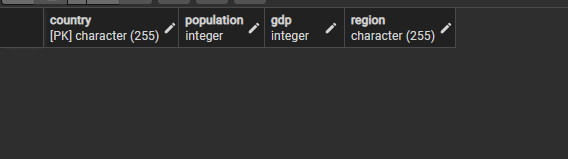 country
[PK] character (255)
population
integer
gdp
integer
region
character (255)